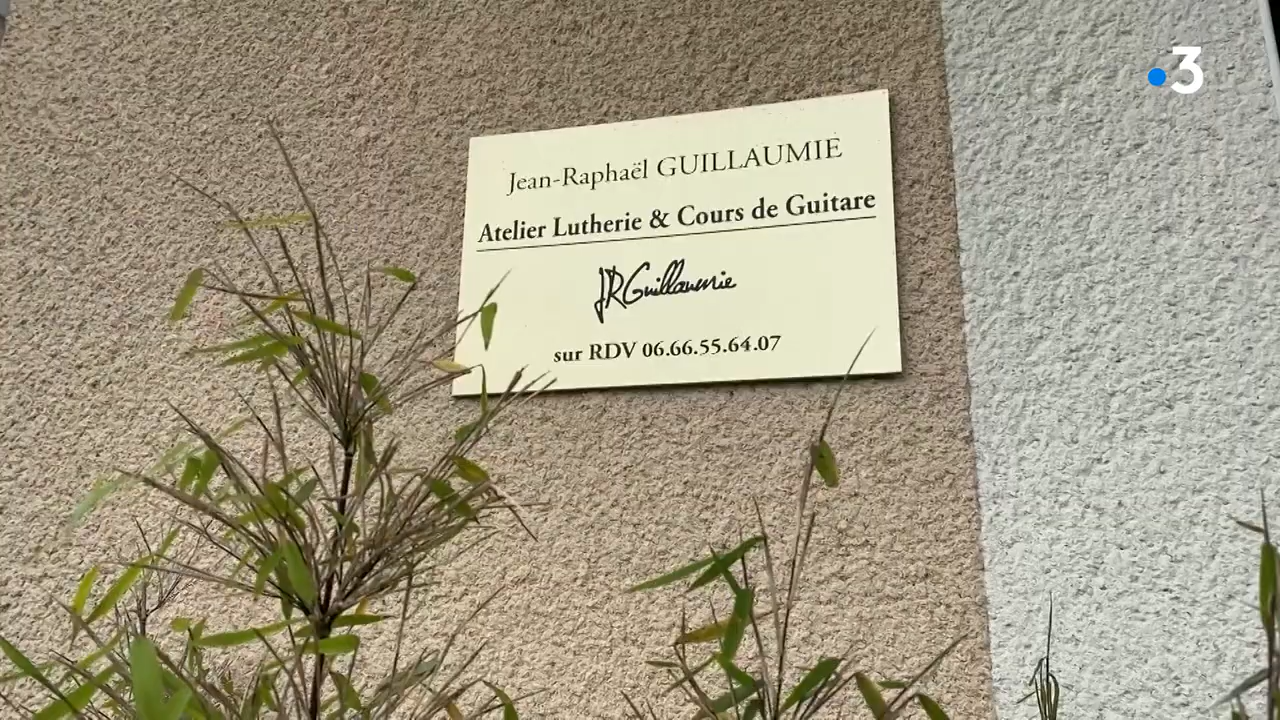 3
Jean-Raphaël GUILLAUMIE
Atelier Lutherie & Cours de Guitare
JRGuillaumie
sur RDV 06.66.55.64.07